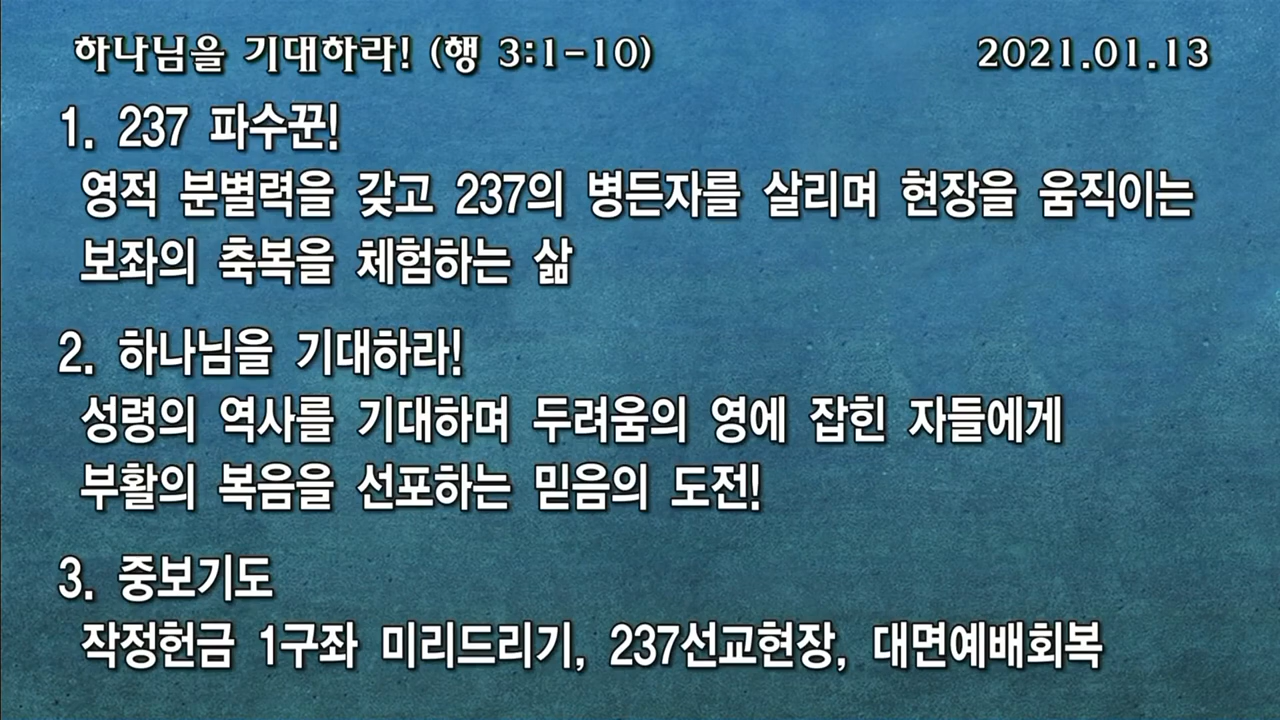 하나님을 기대하라! (행 3:1-10) 2021.01.13
1. 237 파수꾼!
영적 분별력을 갖고 237의 병든자를 살리며 현장을 움직이는
보좌의 축복을 체험하는 삶
2. 하나님을 기대하라!
성령의 역사를 기대하며 두려움의 영에 잡힌 자들에게
부활의 복음을 선포하는 믿음의 도전!
3. 중보기도
작정헌금 1구좌 미리드리기, 237선교현장, 대면예배회복